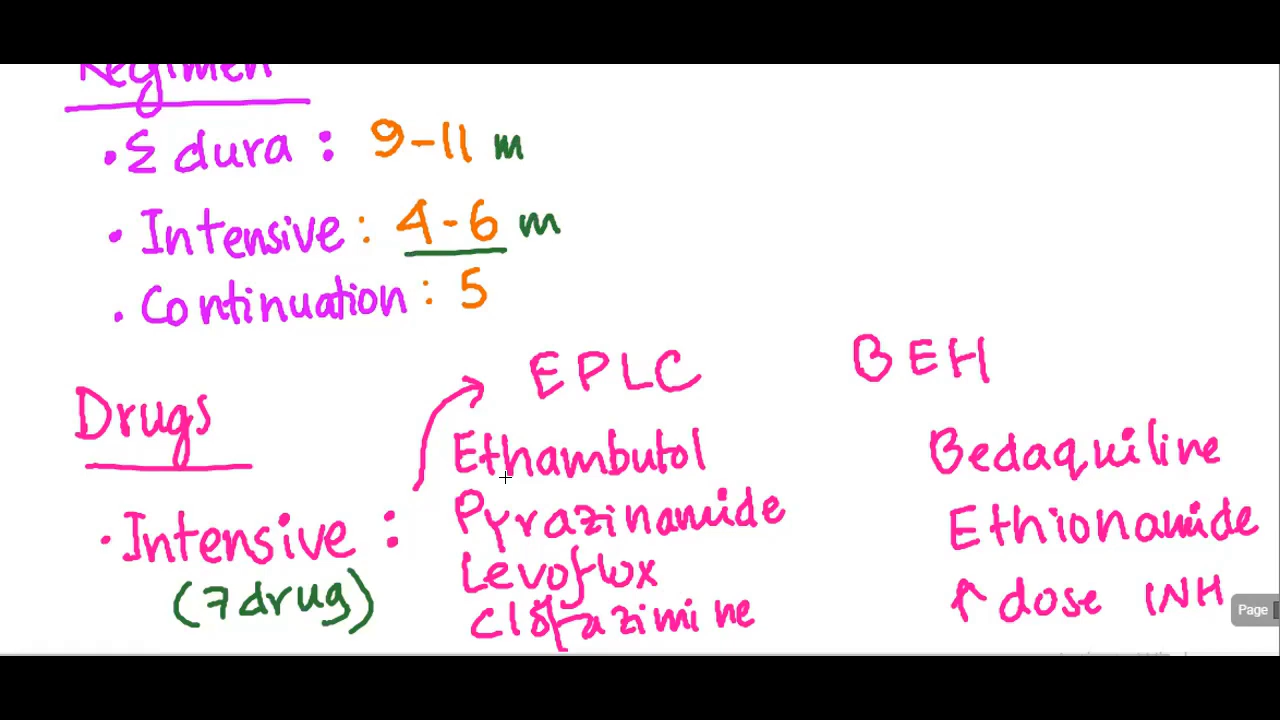 Regimen
• Σ dura : 9-11 m
• Intensive : 4-6 m
• Continuation : 5
Drugs
• Intensive :
(7 drug)
EPLC
Ethambutol
Pyrazinamide
Levoflox
Clofazimine
BEH
Bedaquiline
Ethionamide
↑ dose INH
Page